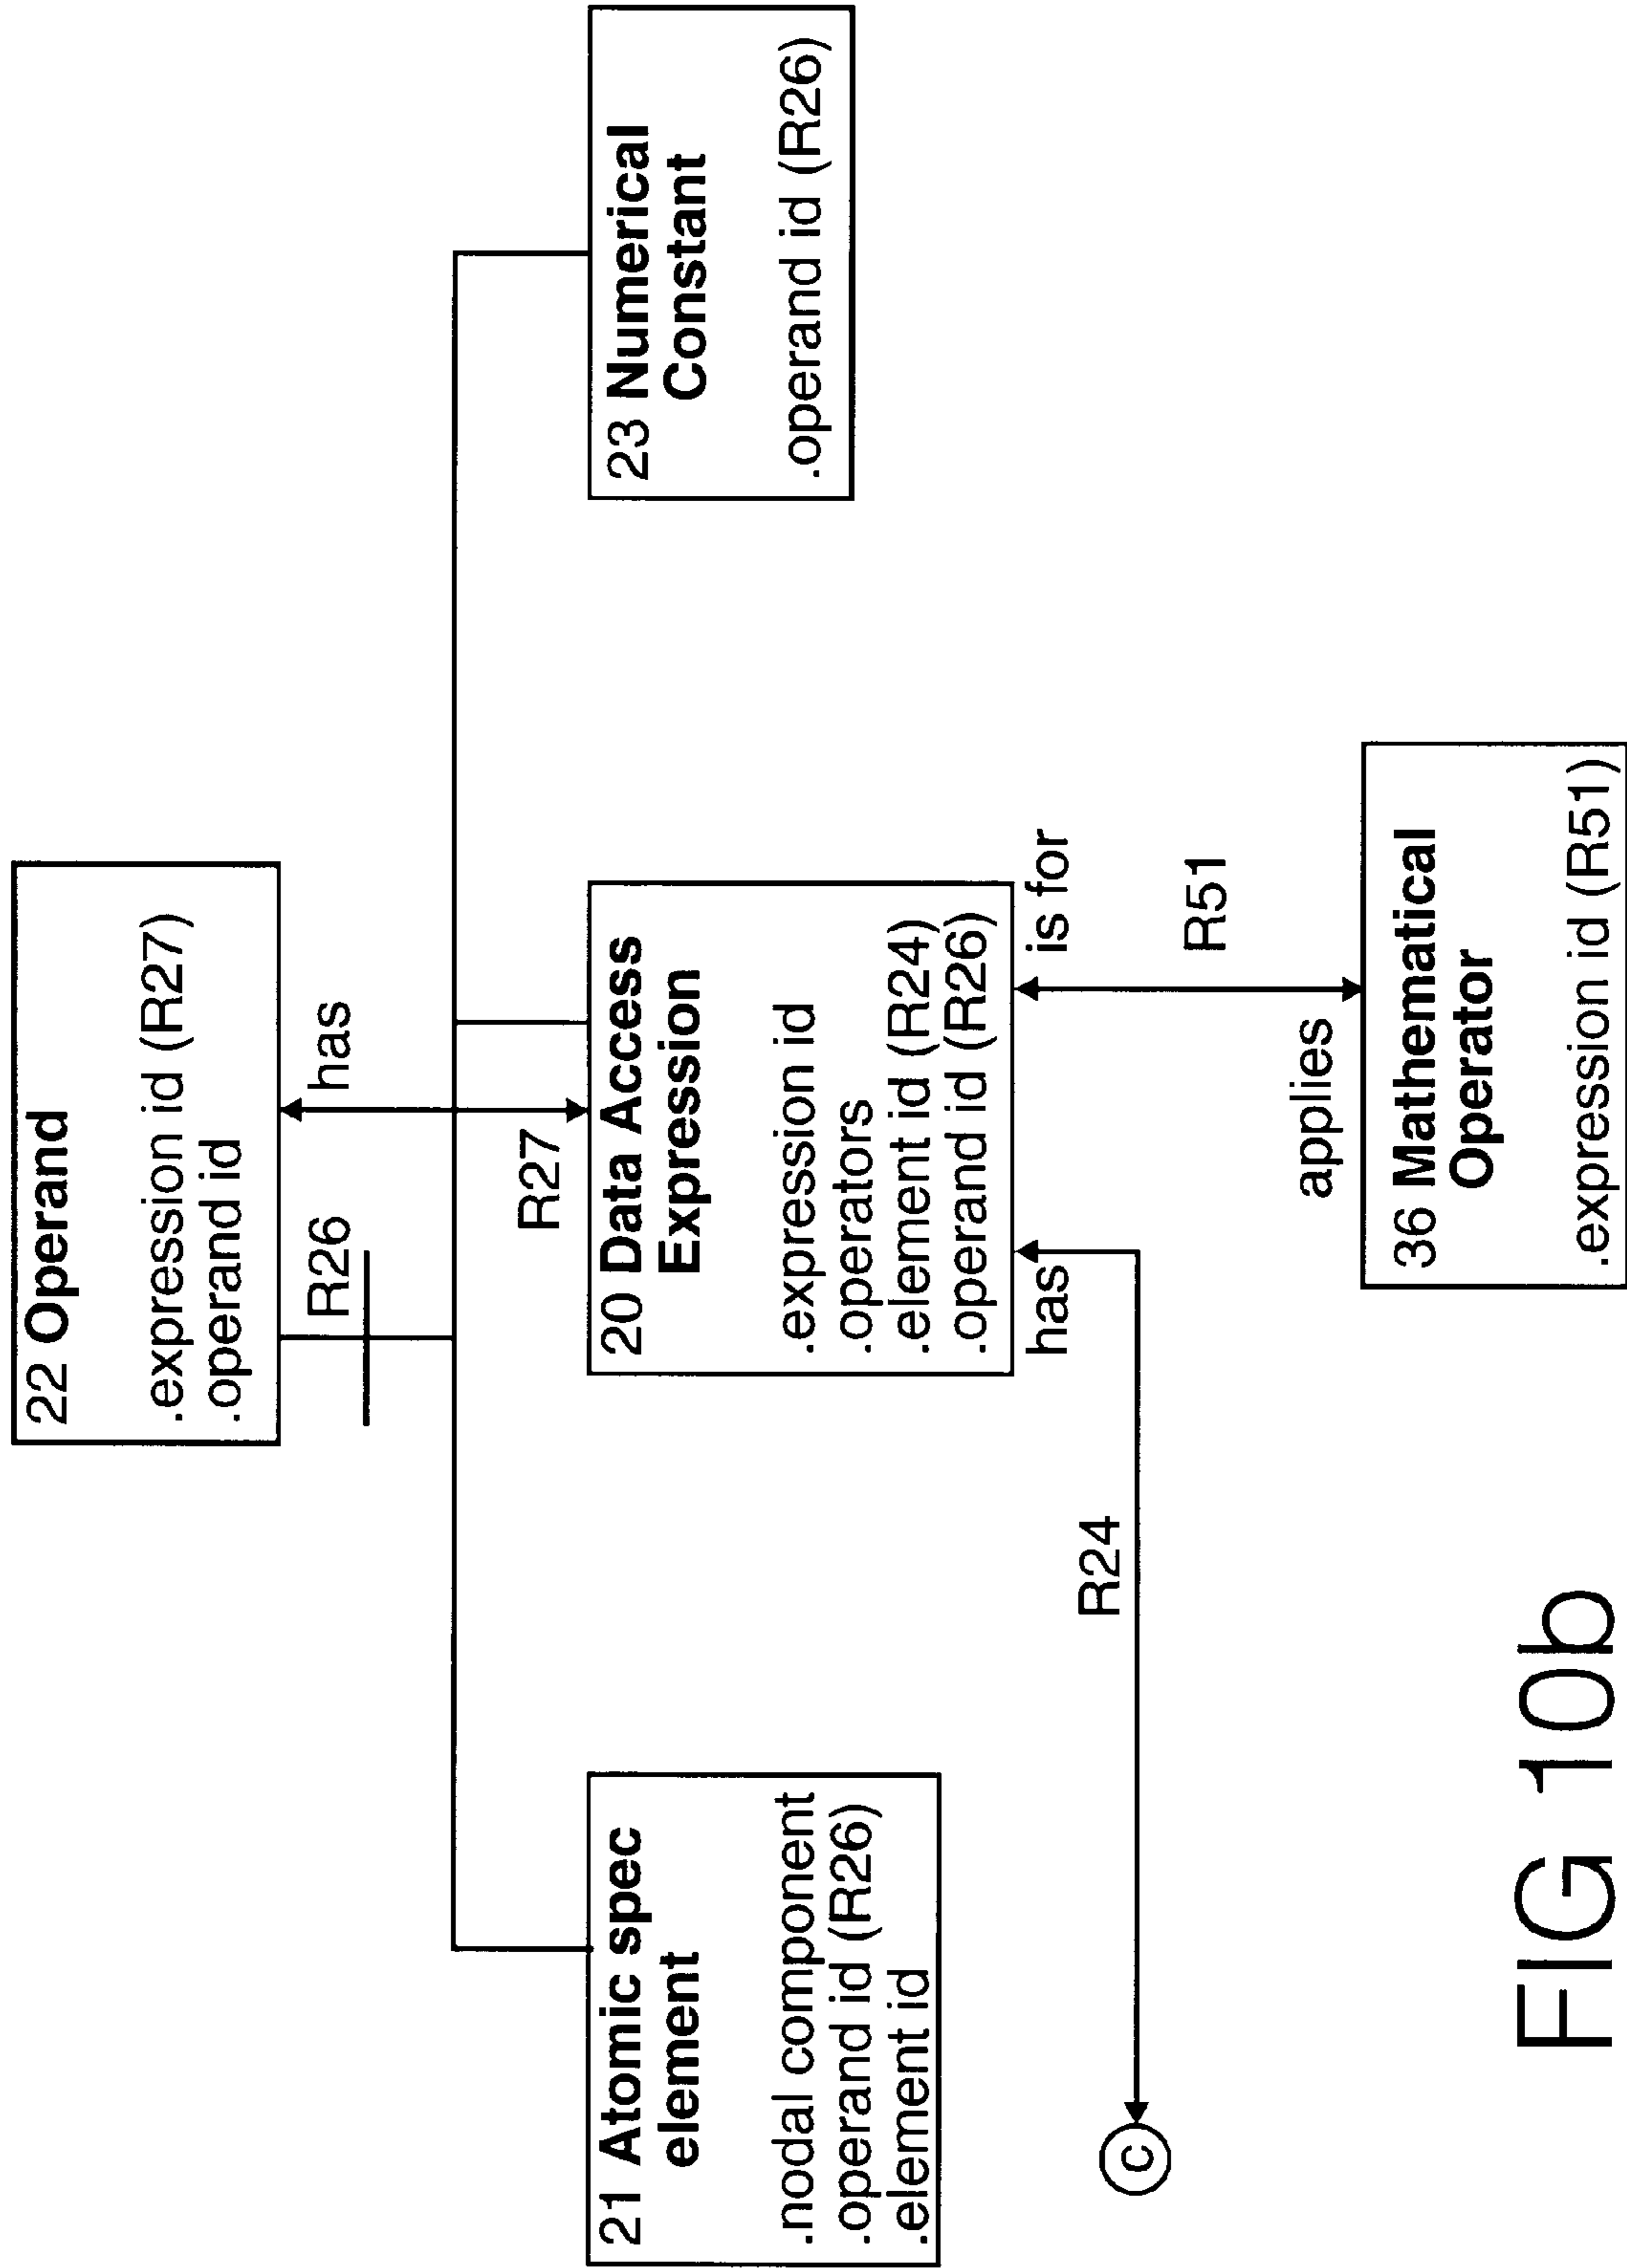 22 Operand
.expression id (R27)
.operand id
R26
has
R27
21 Atomic spec
element
.nodal component
.operand id (R26)
.element id
20 Data Access
Expression
.expression id
.operators
.element id (R24)
.operand id (R26)
23 Numerical
Constant
.operand id (R26)
has
is for
R24
R51
c
applies
36 Mathematical
Operator
.expression id (R51)
FIG 10b